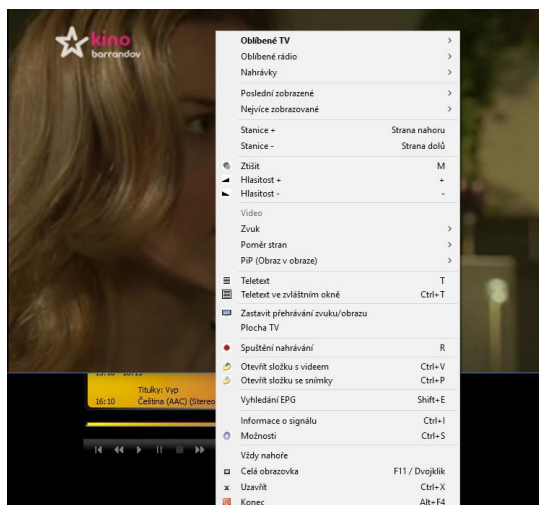 kino
barrandov
Oblíbené TV
Oblíbené rádio
Nahrávky
Poslední zobrazené
Nejvíce zobrazované
Stanice + Strana nahoru
Stanice - Strana dolů
Ztišit M
Hlasitost + +
Hlasitost - -
Video
Zvuk
Poměr stran
PiP (Obraz v obraze)
Teletext T
Teletext ve zvláštním okně Ctrl+T
Zastavit přehrávání zvuku/obrazu
Plocha TV
Spuštění nahrávání R
Otevřít složku s videem Ctrl+V
Otevřít složku se snímky Ctrl+P
Vyhledání EPG Shift+E
Informace o signálu Ctrl+I
Možnosti Ctrl+S
Vždy nahoře
Celá obrazovka F11 / Dvojklik
Uzavřít Ctrl+X
Konec Alt+F4
Titulky: Vyp
16:10 Čeština (AAC) (Stereo